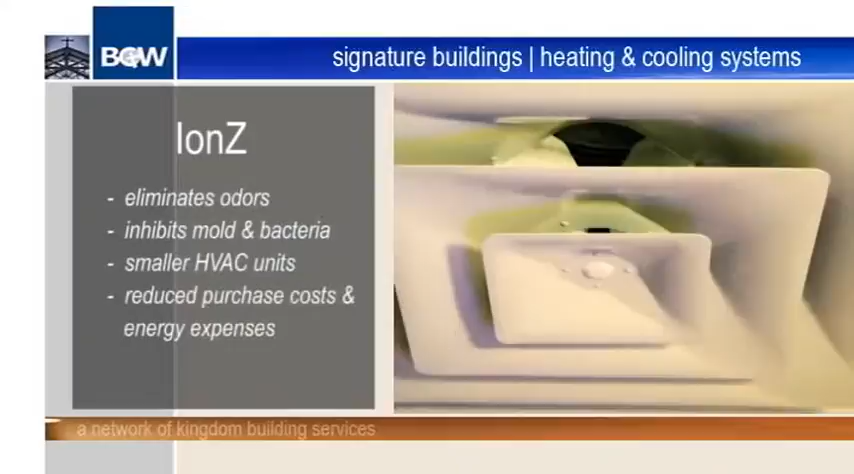 BGW
signature buildings | heating & cooling systems
IonZ
- eliminates odors
- inhibits mold & bacteria
- smaller HVAC units
- reduced purchase costs &
energy expenses
a network of kingdom building services